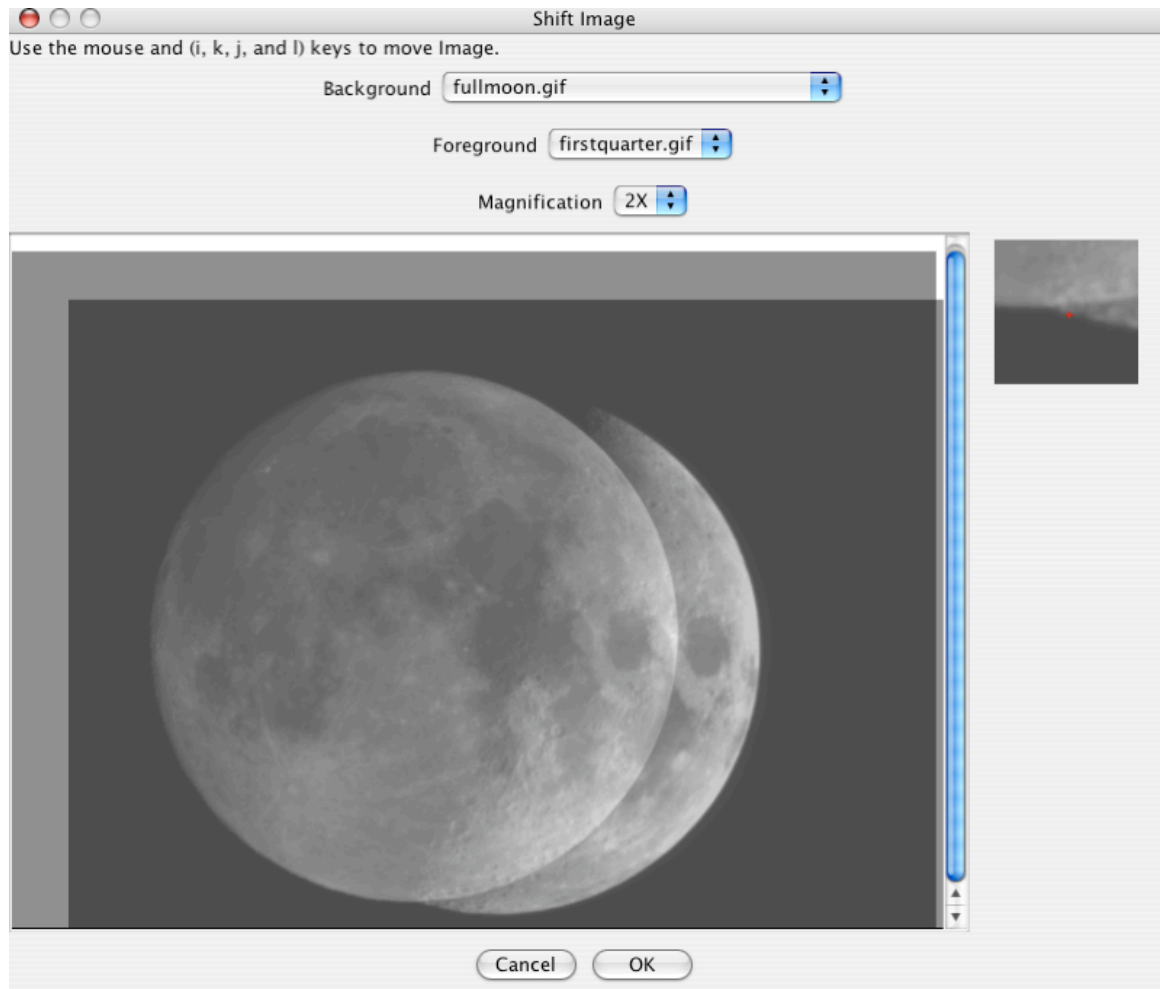 Shift Image
Use the mouse and (i, k, j, and l) keys to move Image.
Background fullmoon.gif
Foreground firstquarter.gif
Magnification 2X
Cancel OK